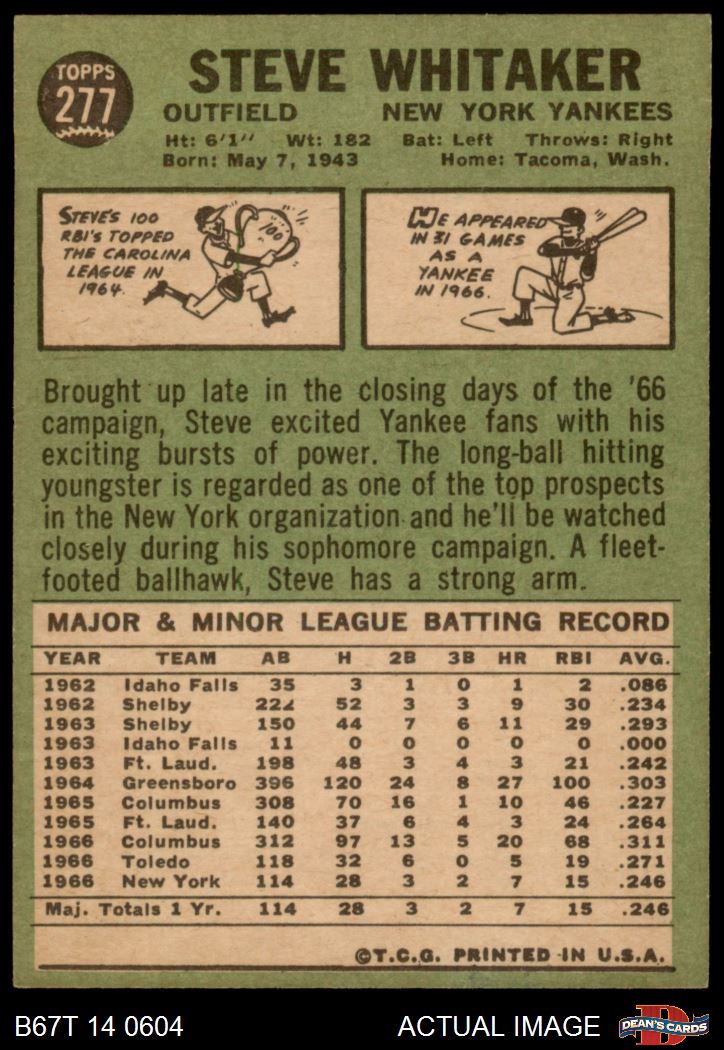 TOPPS
277
STEVE WHITAKER
OUTFIELD NEW YORK YANKEES
Ht: 6'1" Wt: 182 Bat: Left Throws: Right
Born: May 7, 1943 Home: Tacoma, Wash.
STEVE'S 100
RBI'S TOPPED
THE CAROLINA
LEAGUE IN
1964.
100
HE APPEARED
IN 31 GAMES
AS A
YANKEE
IN 1966.
Brought up late in the closing days of the '66
campaign, Steve excited Yankee fans with his
exciting bursts of power. The long-ball hitting
youngster is regarded as one of the top prospects
in the New York organization and he'll be watched
closely during his sophomore campaign. A fleet-
footed ballhawk, Steve has a strong arm.
MAJOR & MINOR LEAGUE BATTING RECORD
YEAR TEAM AB H 2B 3B HR RBI AVG.
1962 Idaho Falls 35 3 1 0 1 2 .086
1962 Shelby 222 52 3 3 9 30 .234
1963 Shelby 150 44 7 6 11 29 .293
1963 Idaho Falls 11 0 0 0 0 0 .000
1963 Ft. Laud. 198 48 3 4 3 21 .242
1964 Greensboro 396 120 24 8 27 100 .303
1965 Columbus 308 70 16 1 10 46 .227
1965 Ft. Laud. 140 37 6 4 3 24 .264
1966 Columbus 312 97 13 5 20 68 .311
1966 Toledo 118 32 6 0 5 19 .271
1966 New York 114 28 3 2 7 15 .246
Maj. Totals 1 Yr. 114 28 3 2 7 15 .246
©T.C.G. PRINTED IN U.S.A.
B67T 14 0604 ACTUAL IMAGE
D
DEAN'S CARDS